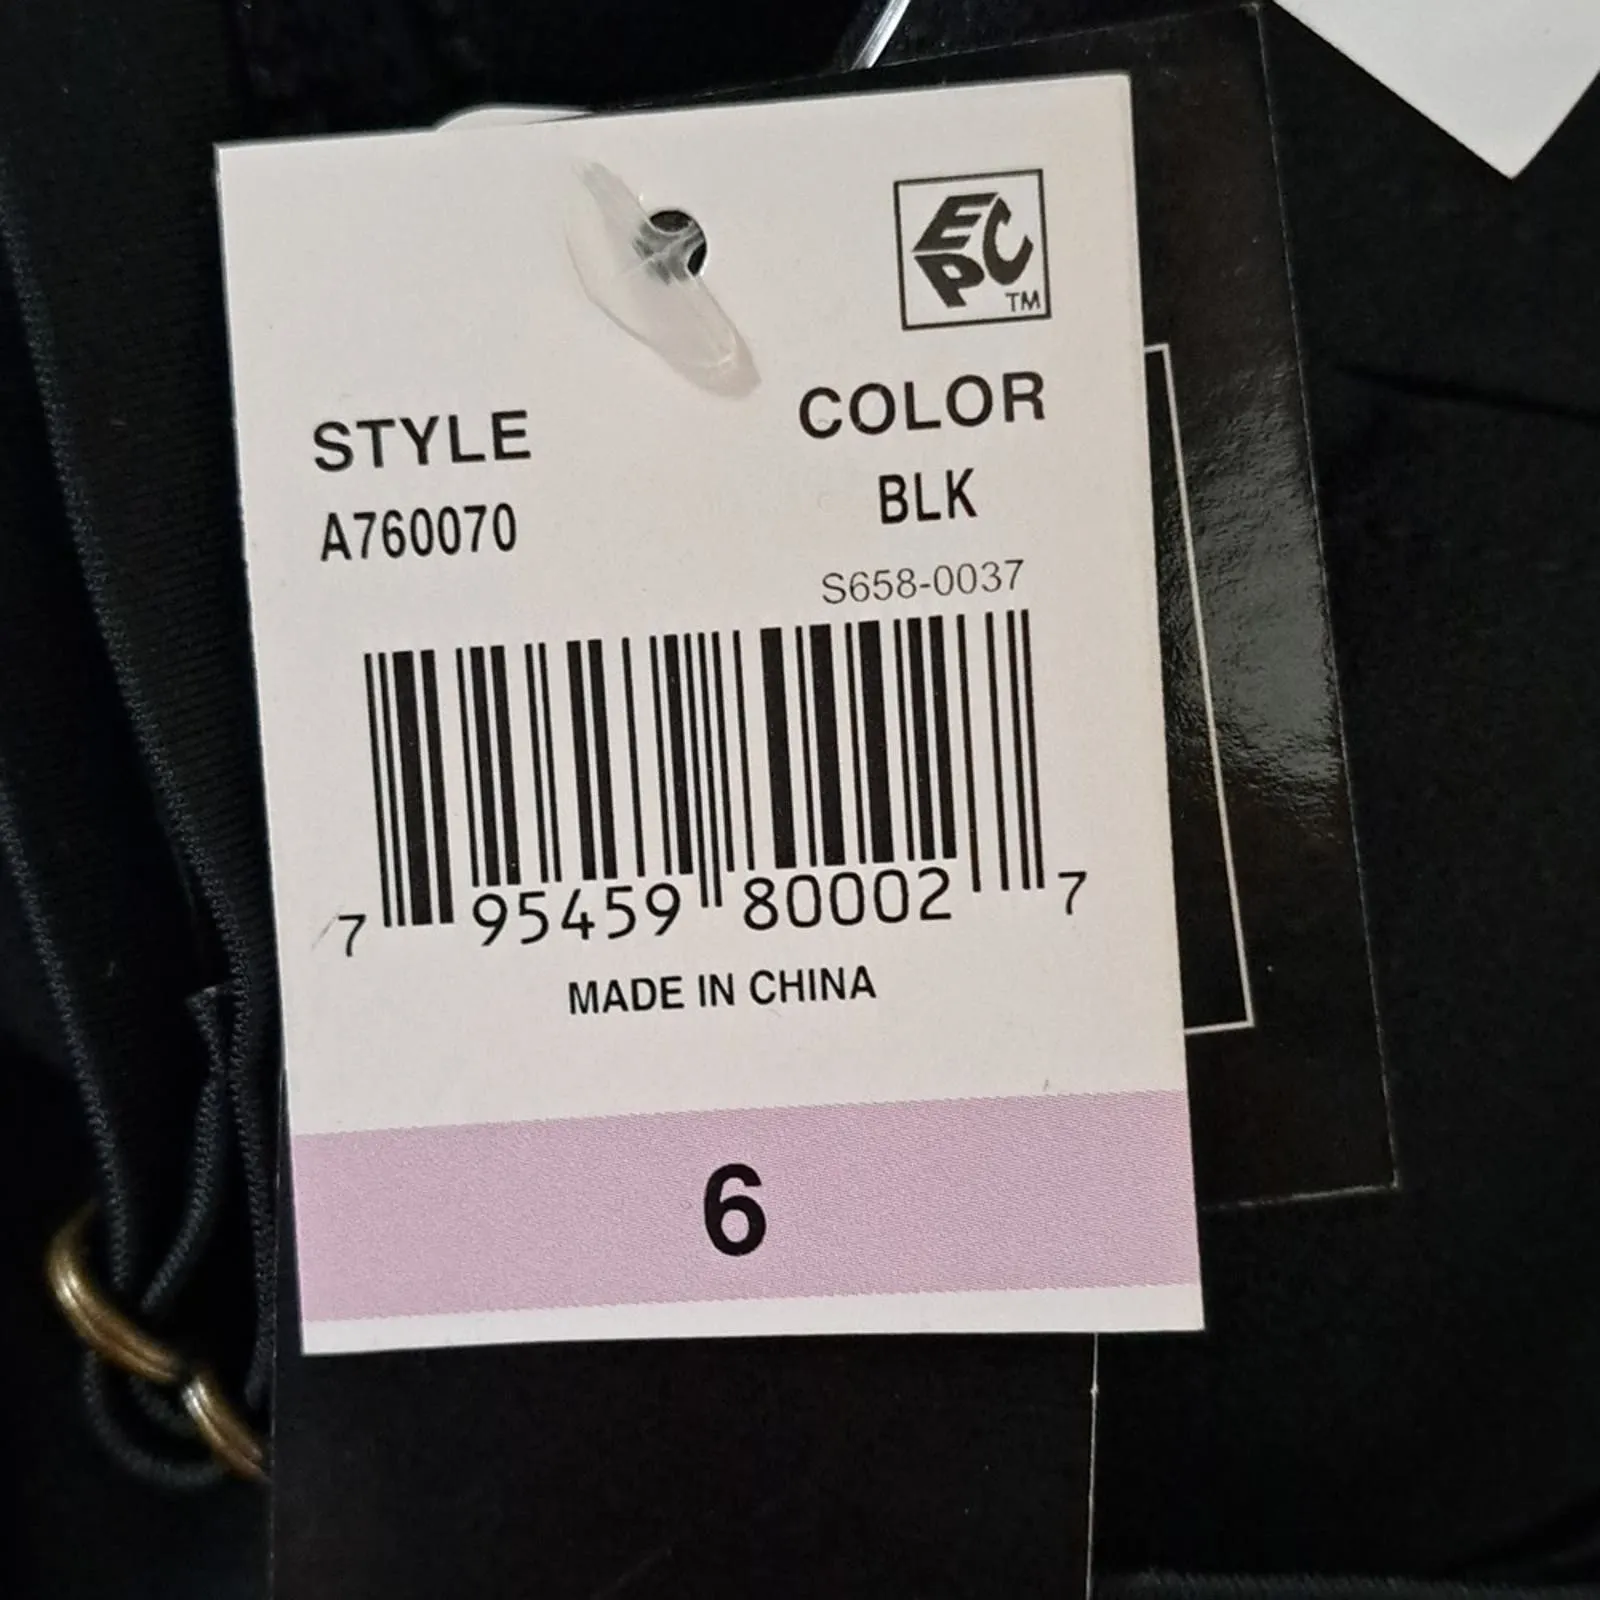 EPC
TM
STYLE COLOR
A760070 BLK
S658-0037
7 95459 80002 7
MADE IN CHINA
6